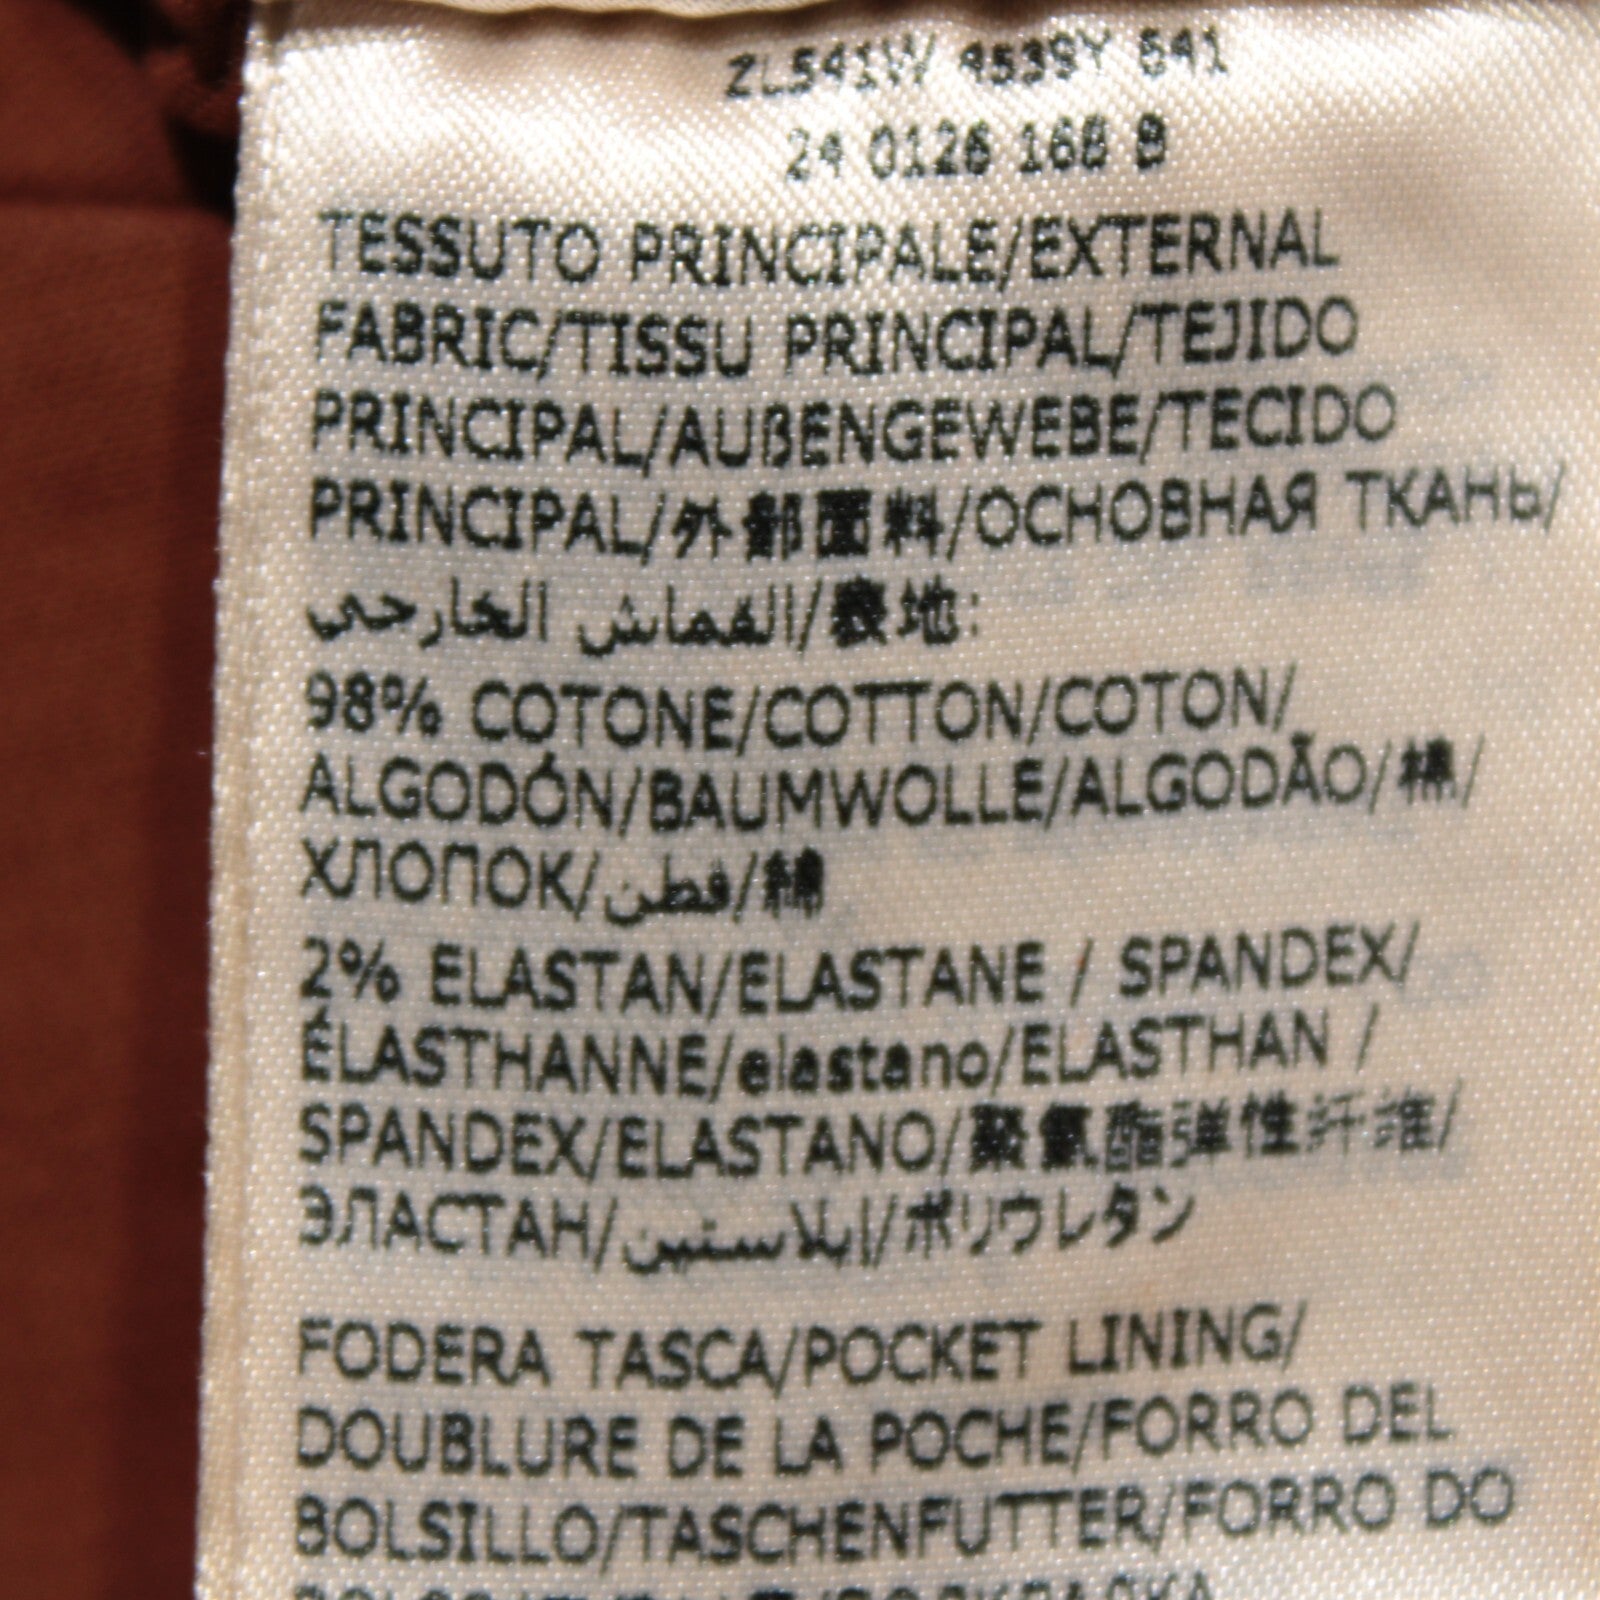 ZL541W 4539Y 641
24 0126 168 B
TESSUTO PRINCIPALE/EXTERNAL
FABRIC/TISSU PRINCIPAL/TEJIDO
PRINCIPAL/AUßENGEWEBE/TECIDO
PRINCIPAL/外部面料/ОСНОВНАЯ ТКАНЬ/
القماش الخارجي/表地:
98% COTONE/COTTON/COTON/
ALGODÓN/BAUMWOLLE/ALGODÃO/棉/
ХЛОПОК/قطن/綿
2% ELASTAN/ELASTANE / SPANDEX/
ÉLASTHANNE/elastano/ELASTHAN /
SPANDEX/ELASTANO/聚氨酯弹性纤维/
ЭЛАСТАН/إيلاستين/ポリウレタン
FODERA TASCA/POCKET LINING/
DOUBLURE DE LA POCHE/FORRO DEL
BOLSILLO/TASCHENFUTTER/FORRO DO